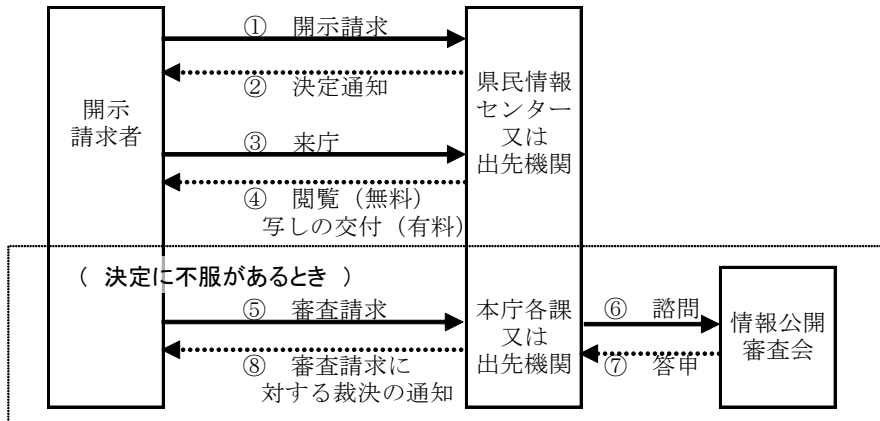 ① 開示請求
② 決定通知
開示
請求者
県民情報
センター
又は
出先機関
③ 来庁
④ 閲覧（無料）
写しの交付（有料）
（ 決定に不服があるとき ）
⑤ 審査請求
⑧ 審査請求に
対する裁決の通知
本庁各課
又は
出先機関
⑥ 諮問
⑦ 答申
情報公開
審査会